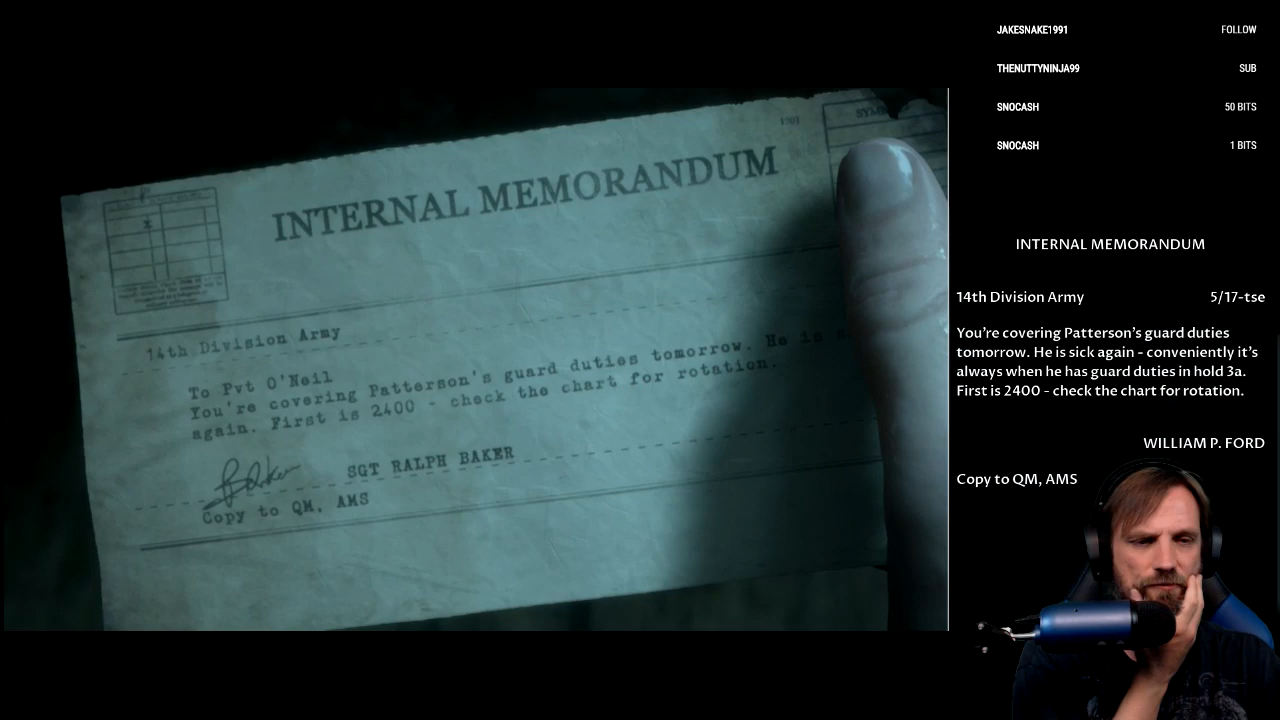 JAKESNAKE1991 FOLLOW
THENUTTYNINJA99 SUB
SNOCASH 50 BITS
SNOCASH 1 BITS
1701
SYM
INTERNAL MEMORANDUM
X
14th Division Army
To Pvt O'Neil
You're covering Patterson's guard duties tomorrow. He is s
again. First is 2400 - check the chart for rotation.
Baker SGT RALPH BAKER
Copy to QM, AMS
INTERNAL MEMORANDUM
14th Division Army 5/17-tse
You're covering Patterson's guard duties
tomorrow. He is sick again - conveniently it's
always when he has guard duties in hold 3a.
First is 2400 - check the chart for rotation.
WILLIAM P. FORD
Copy to QM, AMS